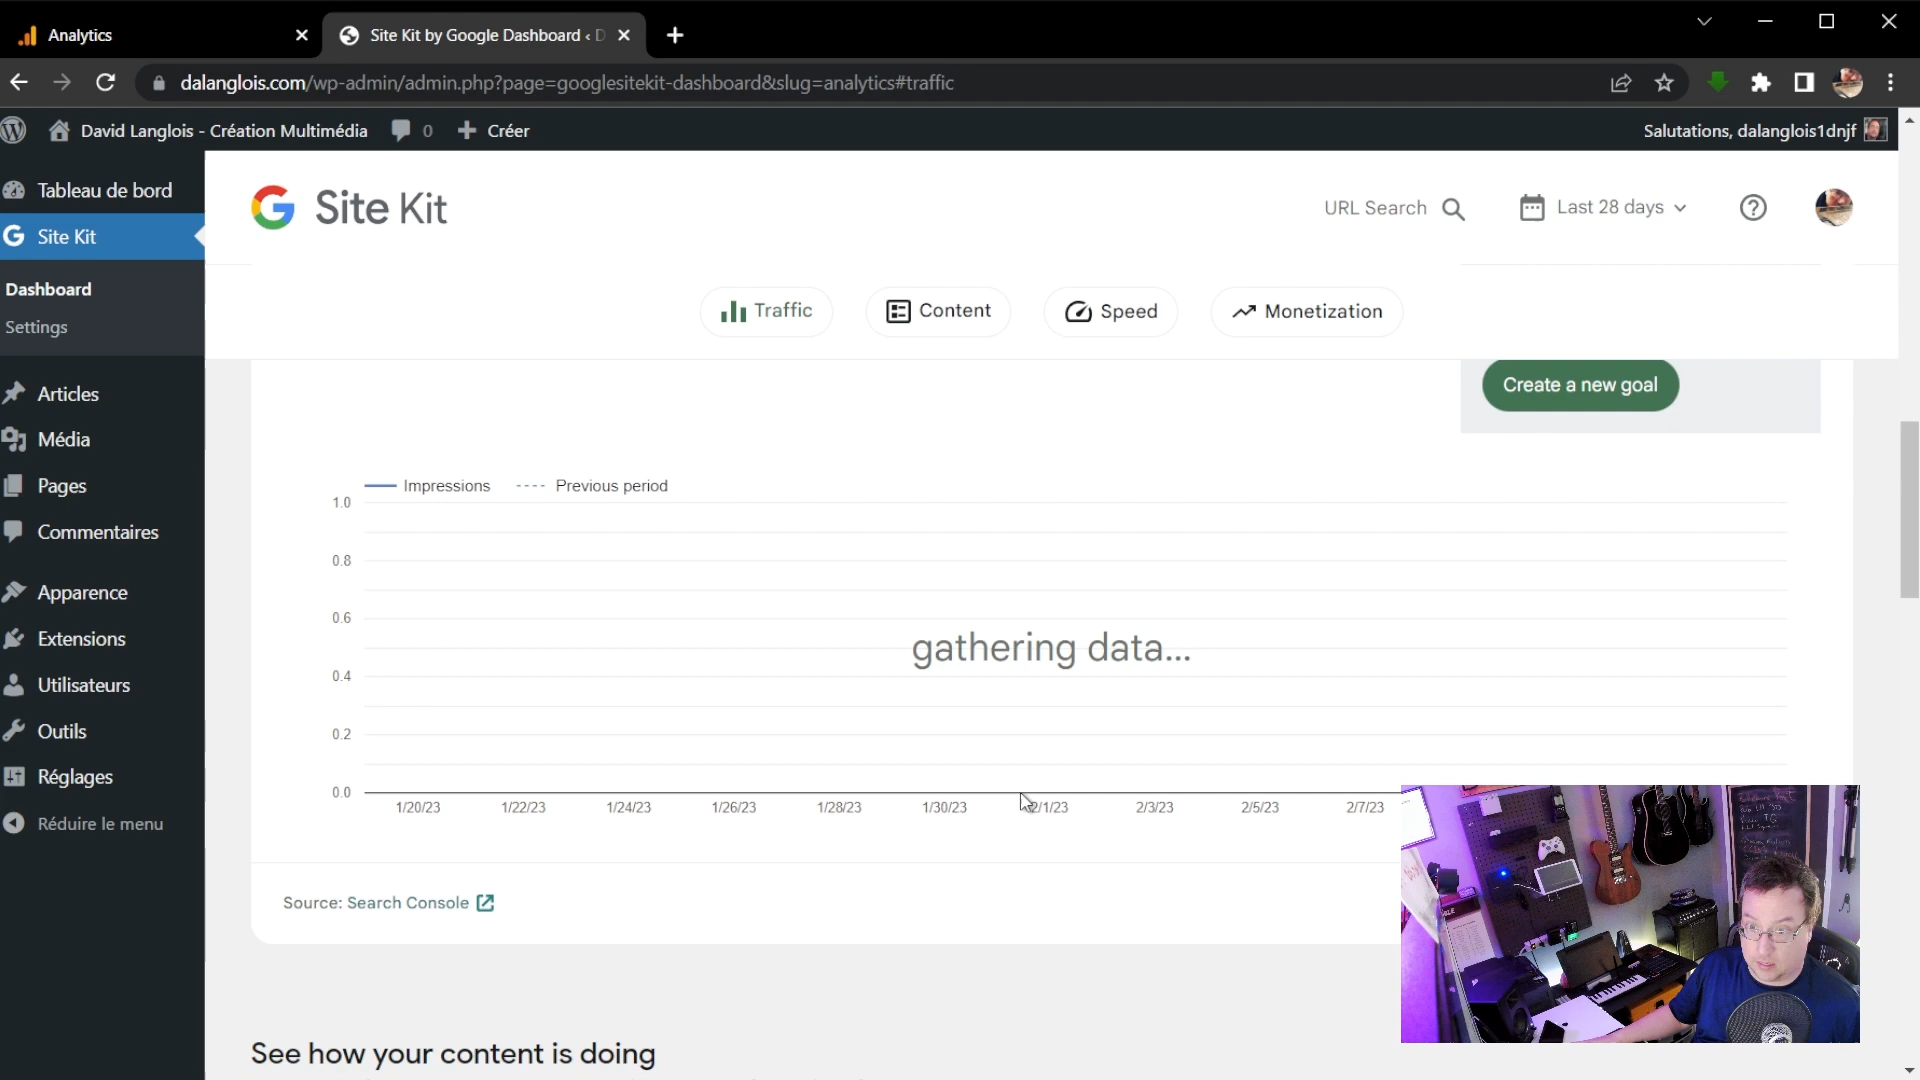 Analytics
Site Kit by Google Dashboard ‹ D
dalanglois.com/wp-admin/admin.php?page=googlesitekit-dashboard&slug=analytics#traffic
David Langlois - Création Multimédia
0
Créer
Salutations, dalanglois1dnjf
Tableau de bord
Site Kit
Dashboard
Settings
Articles
Média
Pages
Commentaires
Apparence
Extensions
Utilisateurs
Outils
Réglages
Réduire le menu
Site Kit
URL Search
Last 28 days
Traffic
Content
Speed
Monetization
Create a new goal
Impressions
Previous period
1.0
0.8
0.6
0.4
0.2
0.0
gathering data...
1/20/23
1/22/23
1/24/23
1/26/23
1/28/23
1/30/23
2/1/23
2/3/23
2/5/23
2/7/23
Source: Search Console
See how your content is doing